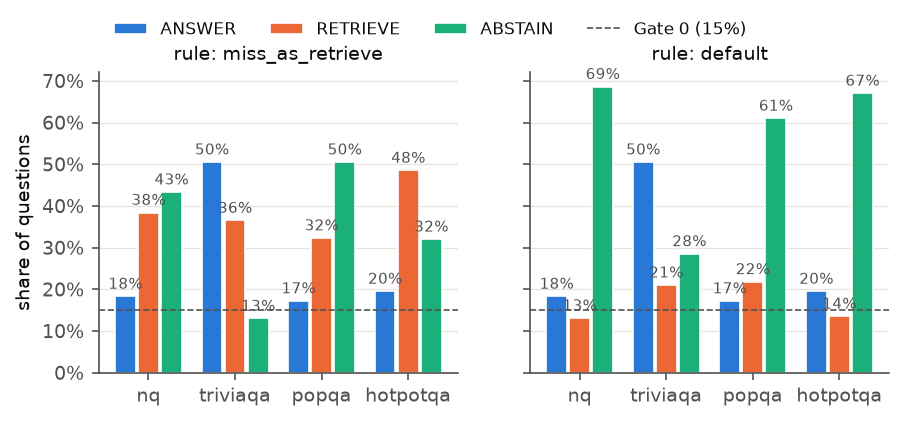 ANSWER RETRIEVE ABSTAIN Gate 0 (15%)
rule: miss_as_retrieve
70%
60%
50%
40%
30%
20%
10%
0%
share of questions
18% 38% 43%
50% 36% 13%
17% 32% 50%
20% 48% 32%
nq triviaqa popqa hotpotqa
rule: default
18% 13% 69%
50% 21% 28%
17% 22% 61%
20% 14% 67%
nq triviaqa popqa hotpotqa